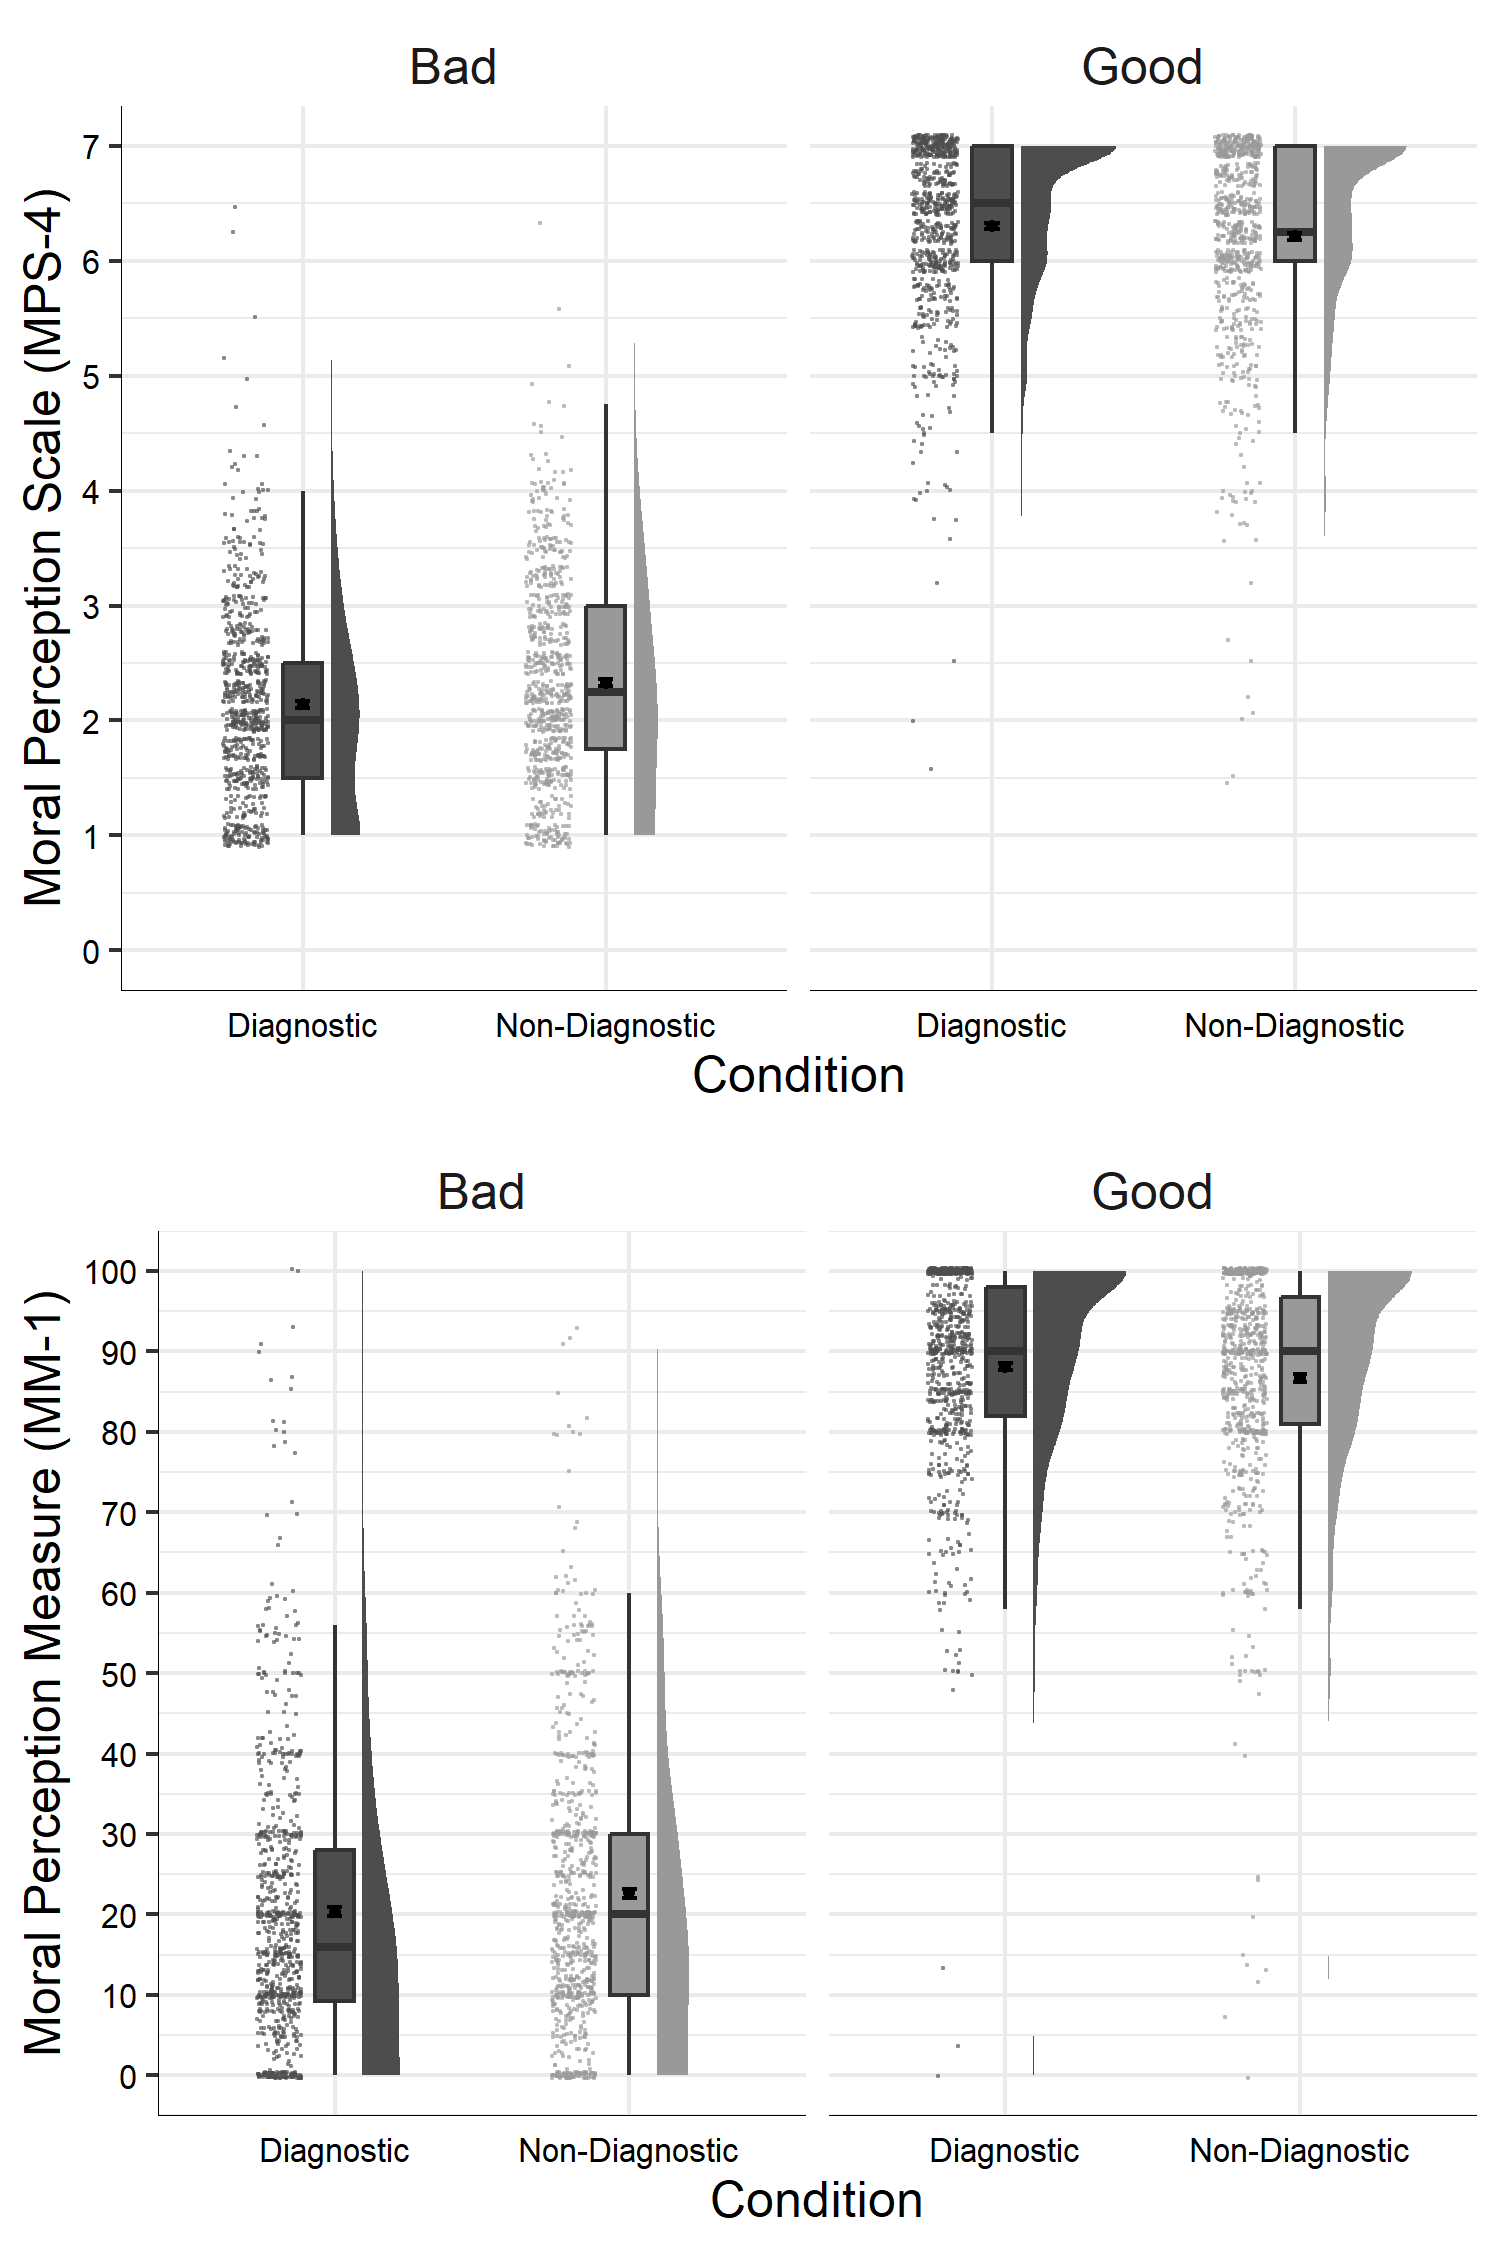 Bad Good
Moral Perception Scale (MPS-4)
7
6
5
4
3
2
1
0
Diagnostic Non-Diagnostic Diagnostic Non-Diagnostic
Condition
Bad Good
Moral Perception Measure (MM-1)
100
90
80
70
60
50
40
30
20
10
0
Diagnostic Non-Diagnostic Diagnostic Non-Diagnostic
Condition